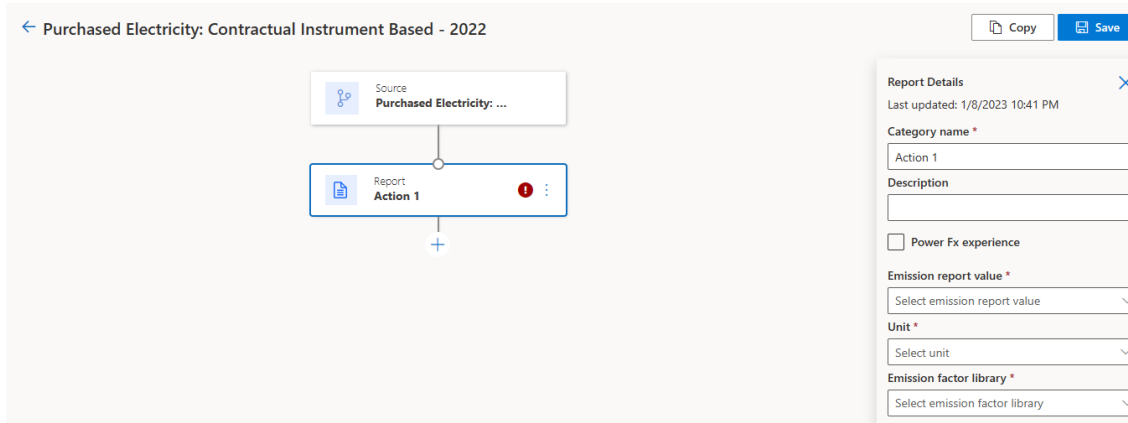 Purchased Electricity: Contractual Instrument Based - 2022
Copy
Save
Source
Purchased Electricity: ...
Report
Action 1
Report Details
Last updated: 1/8/2023 10:41 PM
Category name *
Action 1
Description
Power Fx experience
Emission report value *
Select emission report value
Unit *
Select unit
Emission factor library *
Select emission factor library